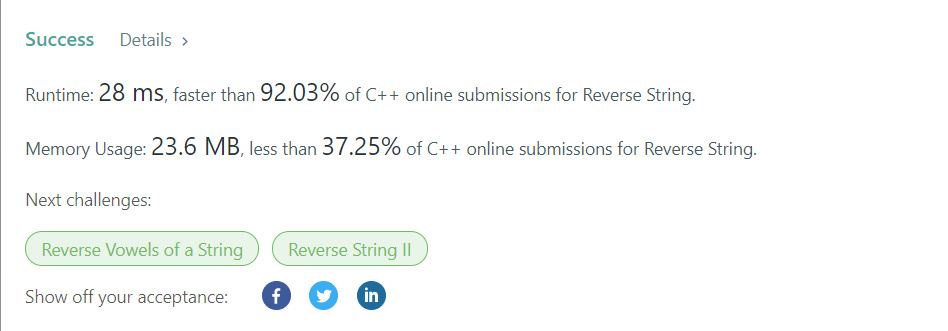 Success Details >
Runtime: 28 ms, faster than 92.03% of C++ online submissions for Reverse String.
Memory Usage: 23.6 MB, less than 37.25% of C++ online submissions for Reverse String.
Next challenges:
Reverse Vowels of a String Reverse String II
Show off your acceptance: f in